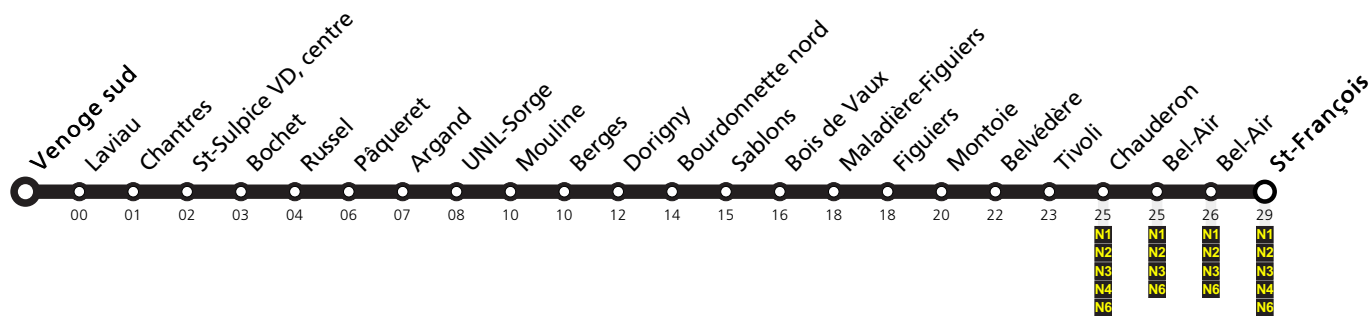 Venoge sud
Laviau
Chantres
St-Sulpice VD, centre
Bochet
Russel
Pâqueret
Argand
UNIL-Sorge
Mouline
Berges
Dorigny
Bourdonnette nord
Sablons
Bois de Vaux
Maladière-Figuiers
Figuiers
Montoie
Belvédère
Tivoli
Chauderon
Bel-Air
Bel-Air
St-François
00 01 02 03 04 06 07 08 10 10 12 14 15 16 18 18 20 22 23 25 25 26 29
N1 N1 N1 N1
N2 N2 N2 N2
N3 N3 N3 N3
N4 N6 N6 N4
N6 N6